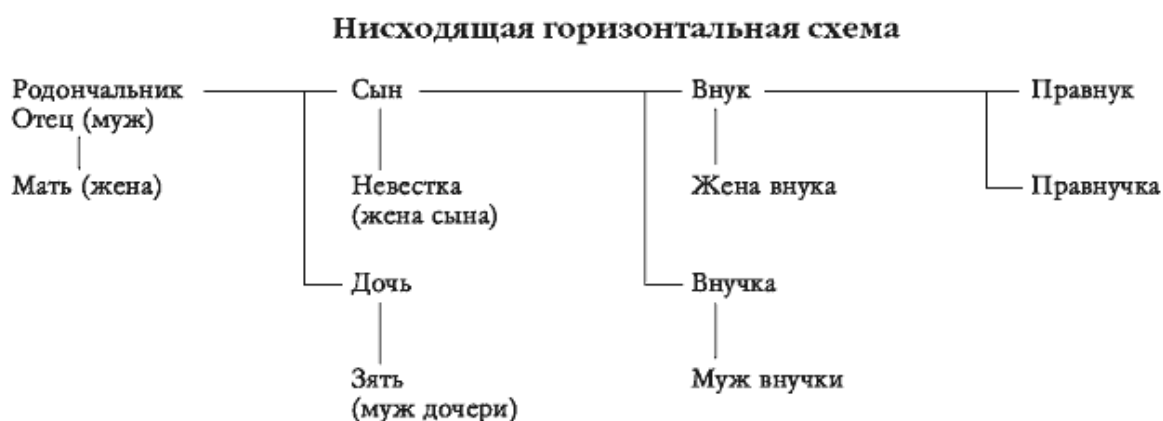 Нисходящая горизонтальная схема
Родончальник
Отец (муж)
Мать (жена)
Сын
Невестка
(жена сына)
Дочь
Зять
(муж дочери)
Внук
Жена внука
Внучка
Муж внучки
Правнук
Правнучка